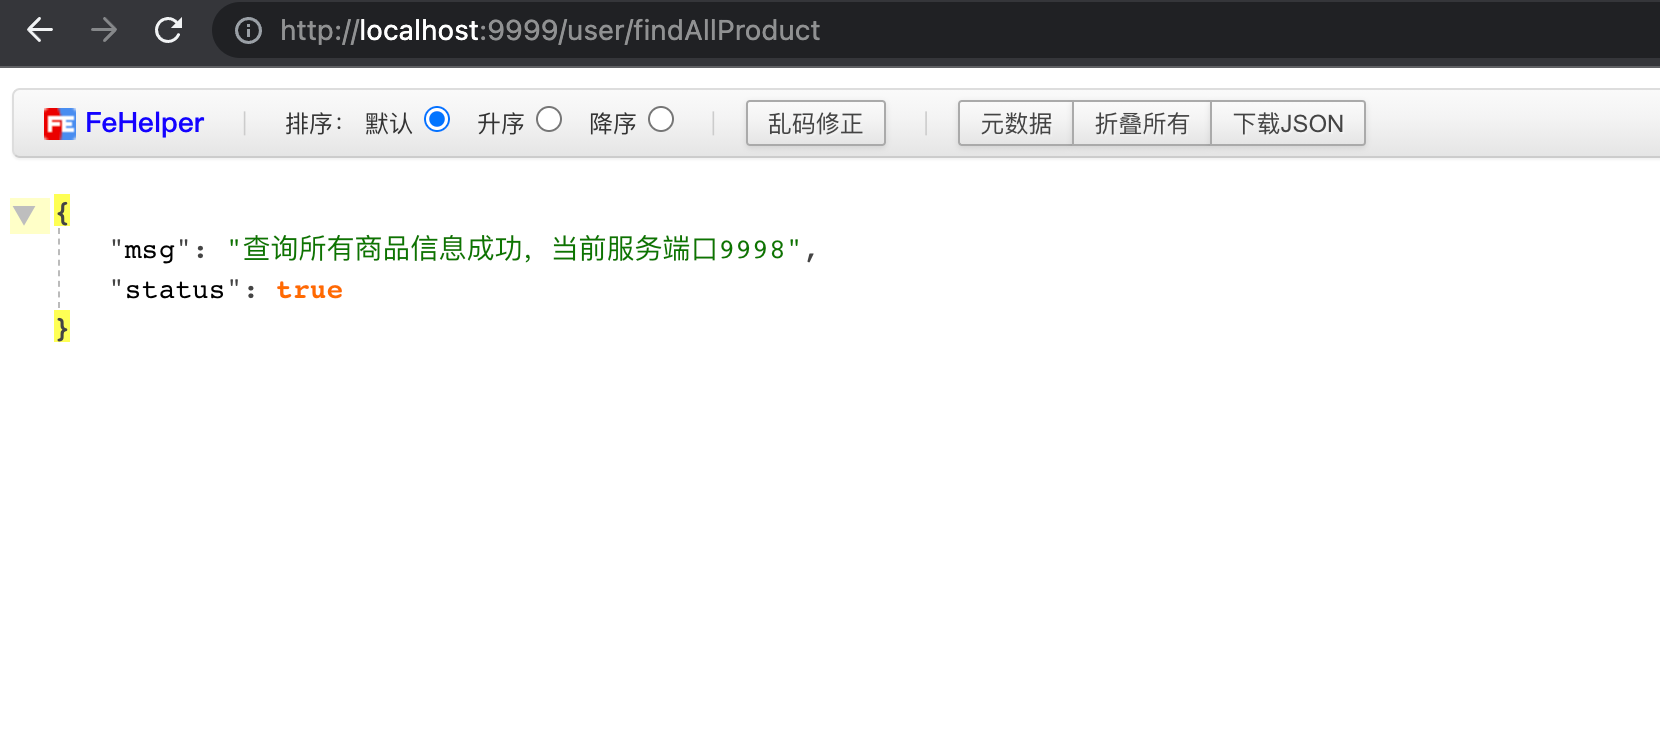 http://localhost:9999/user/findAllProduct
FE FeHelper 排序： 默认 升序 降序 乱码修正 元数据 折叠所有 下载JSON
{
"msg": "查询所有商品信息成功，当前服务端口9998",
"status": true
}